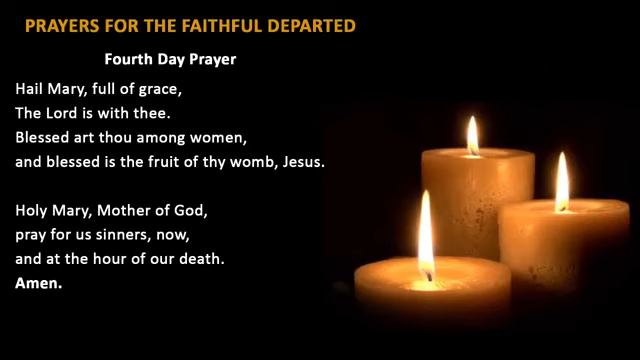 PRAYERS FOR THE FAITHFUL DEPARTED
Fourth Day Prayer
Hail Mary, full of grace,
The Lord is with thee.
Blessed art thou among women,
and blessed is the fruit of thy womb, Jesus.
Holy Mary, Mother of God,
pray for us sinners, now,
and at the hour of our death.
Amen.